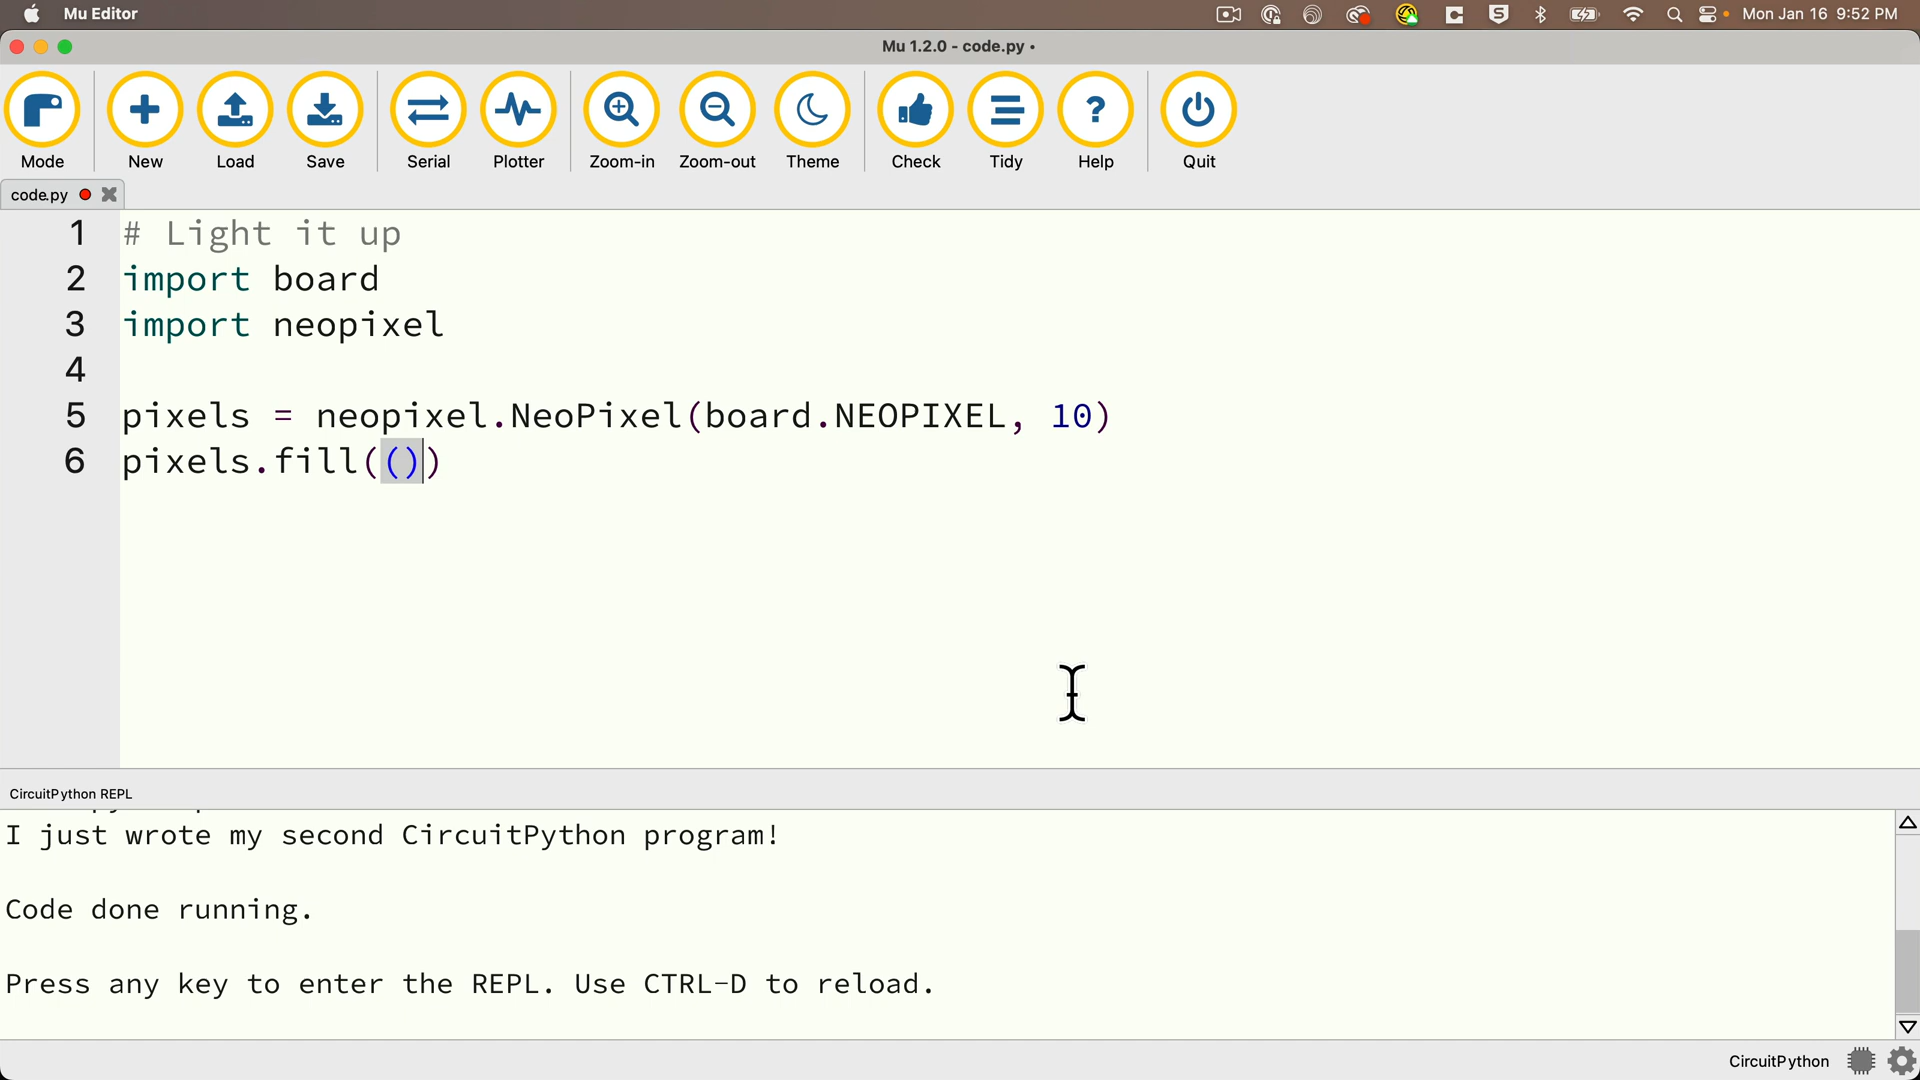 Mu Editor
Mon Jan 16 9:52 PM
Mu 1.2.0 - code.py •
Mode
New
Load
Save
Serial
Plotter
Zoom-in
Zoom-out
Theme
Check
Tidy
Help
Quit
code.py
1 # Light it up
2 import board
3 import neopixel
4
5 pixels = neopixel.NeoPixel(board.NEOPIXEL, 10)
6 pixels.fill(())
CircuitPython REPL
I just wrote my second CircuitPython program!
Code done running.
Press any key to enter the REPL. Use CTRL-D to reload.
CircuitPython